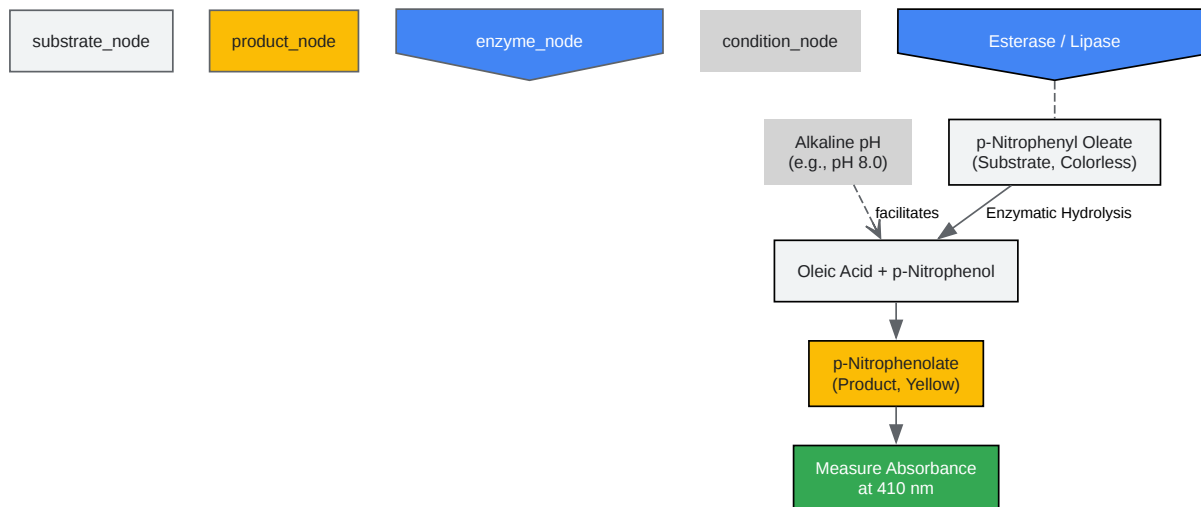 substrate_node
product_node
enzyme_node
condition_node
Esterase / Lipase
Alkaline pH
(e.g., pH 8.0)
p-Nitrophenyl Oleate
(Substrate, Colorless)
facilitates
Enzymatic Hydrolysis
Oleic Acid + p-Nitrophenol
p-Nitrophenolate
(Product, Yellow)
Measure Absorbance
at 410 nm